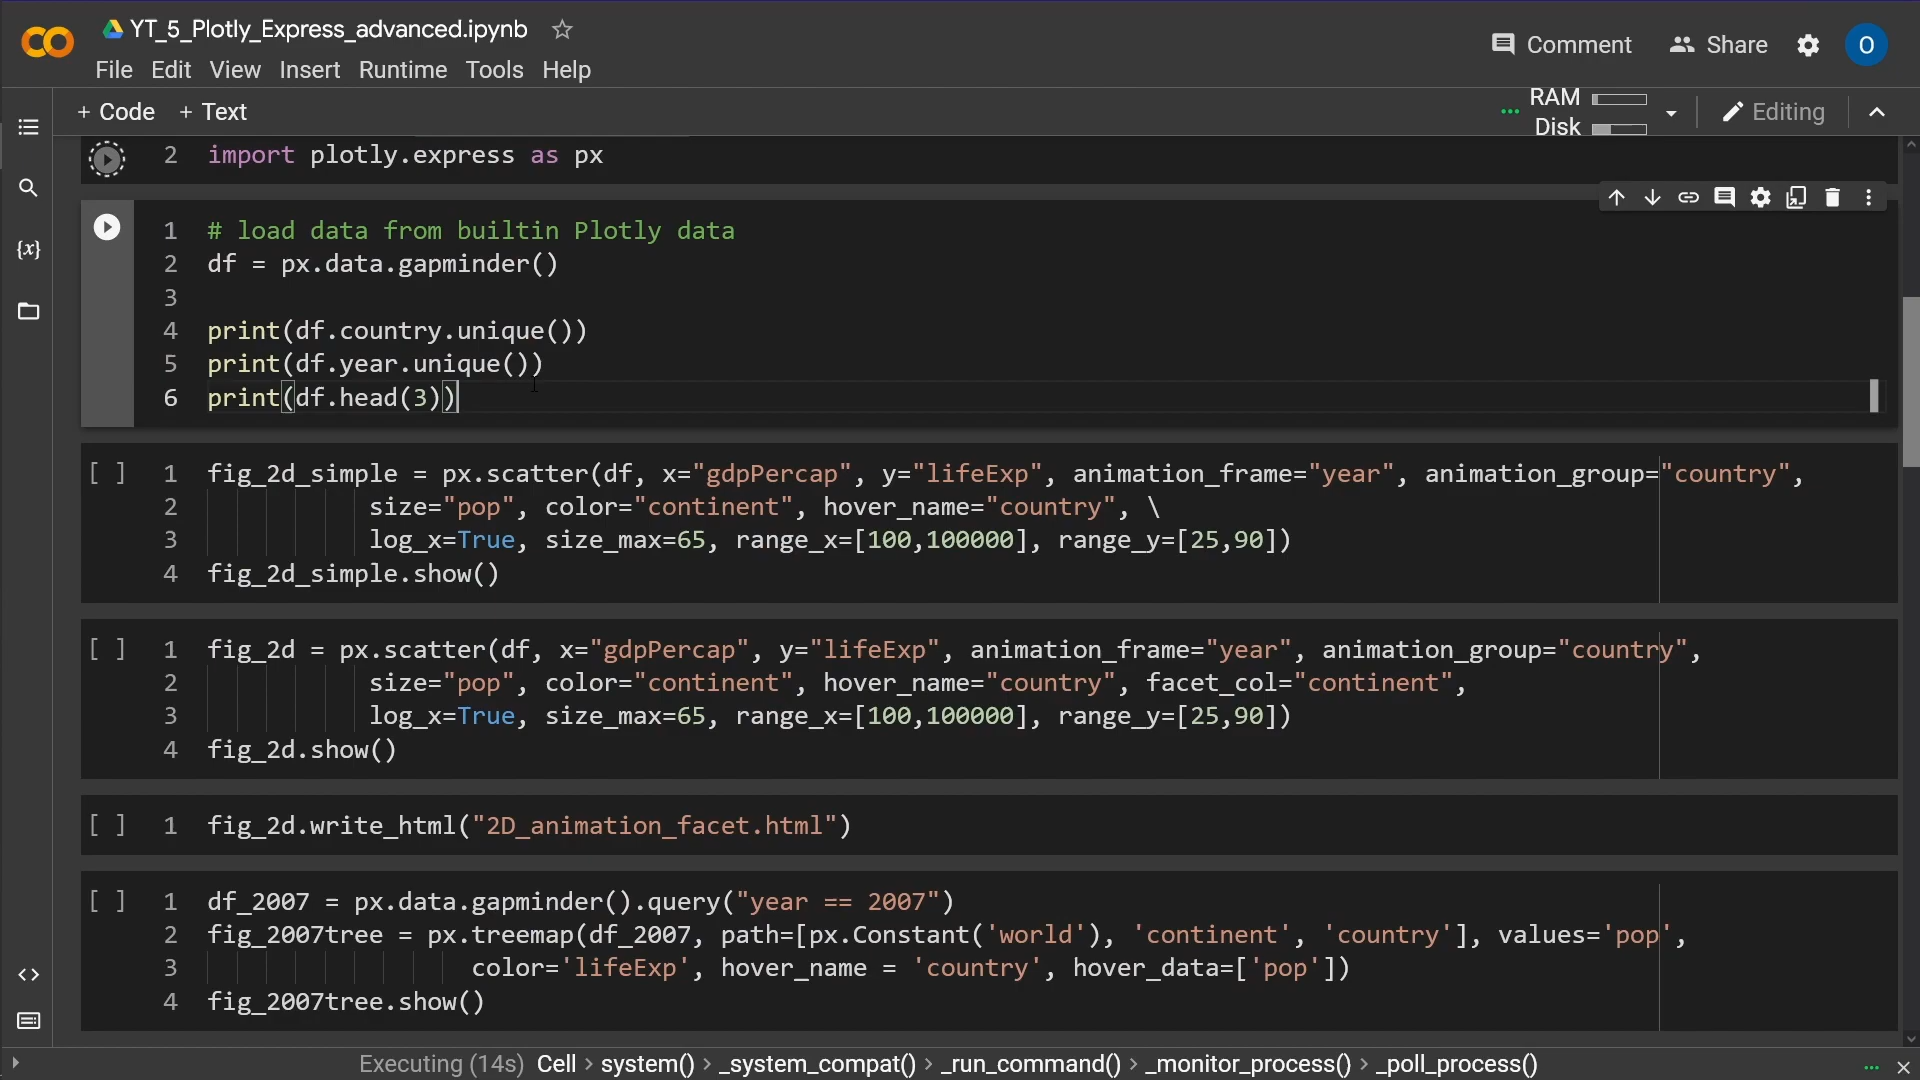 YT_5_Plotly_Express_advanced.ipynb
File Edit View Insert Runtime Tools Help
Comment Share O
+ Code + Text
RAM
Disk
Editing
2 import plotly.express as px
1 # load data from builtin Plotly data
2 df = px.data.gapminder()
3
4 print(df.country.unique())
5 print(df.year.unique())
6 print(df.head(3))
[ ] 1 fig_2d_simple = px.scatter(df, x="gdpPercap", y="lifeExp", animation_frame="year", animation_group="country",
2 size="pop", color="continent", hover_name="country", \
3 log_x=True, size_max=65, range_x=[100,100000], range_y=[25,90])
4 fig_2d_simple.show()
[ ] 1 fig_2d = px.scatter(df, x="gdpPercap", y="lifeExp", animation_frame="year", animation_group="country",
2 size="pop", color="continent", hover_name="country", facet_col="continent",
3 log_x=True, size_max=65, range_x=[100,100000], range_y=[25,90])
4 fig_2d.show()
[ ] 1 fig_2d.write_html("2D_animation_facet.html")
[ ] 1 df_2007 = px.data.gapminder().query("year == 2007")
2 fig_2007tree = px.treemap(df_2007, path=[px.Constant('world'), 'continent', 'country'], values='pop',
3 color='lifeExp', hover_name = 'country', hover_data=['pop'])
4 fig_2007tree.show()
Executing (14s) Cell > system() > _system_compat() > _run_command() > _monitor_process() > _poll_process()